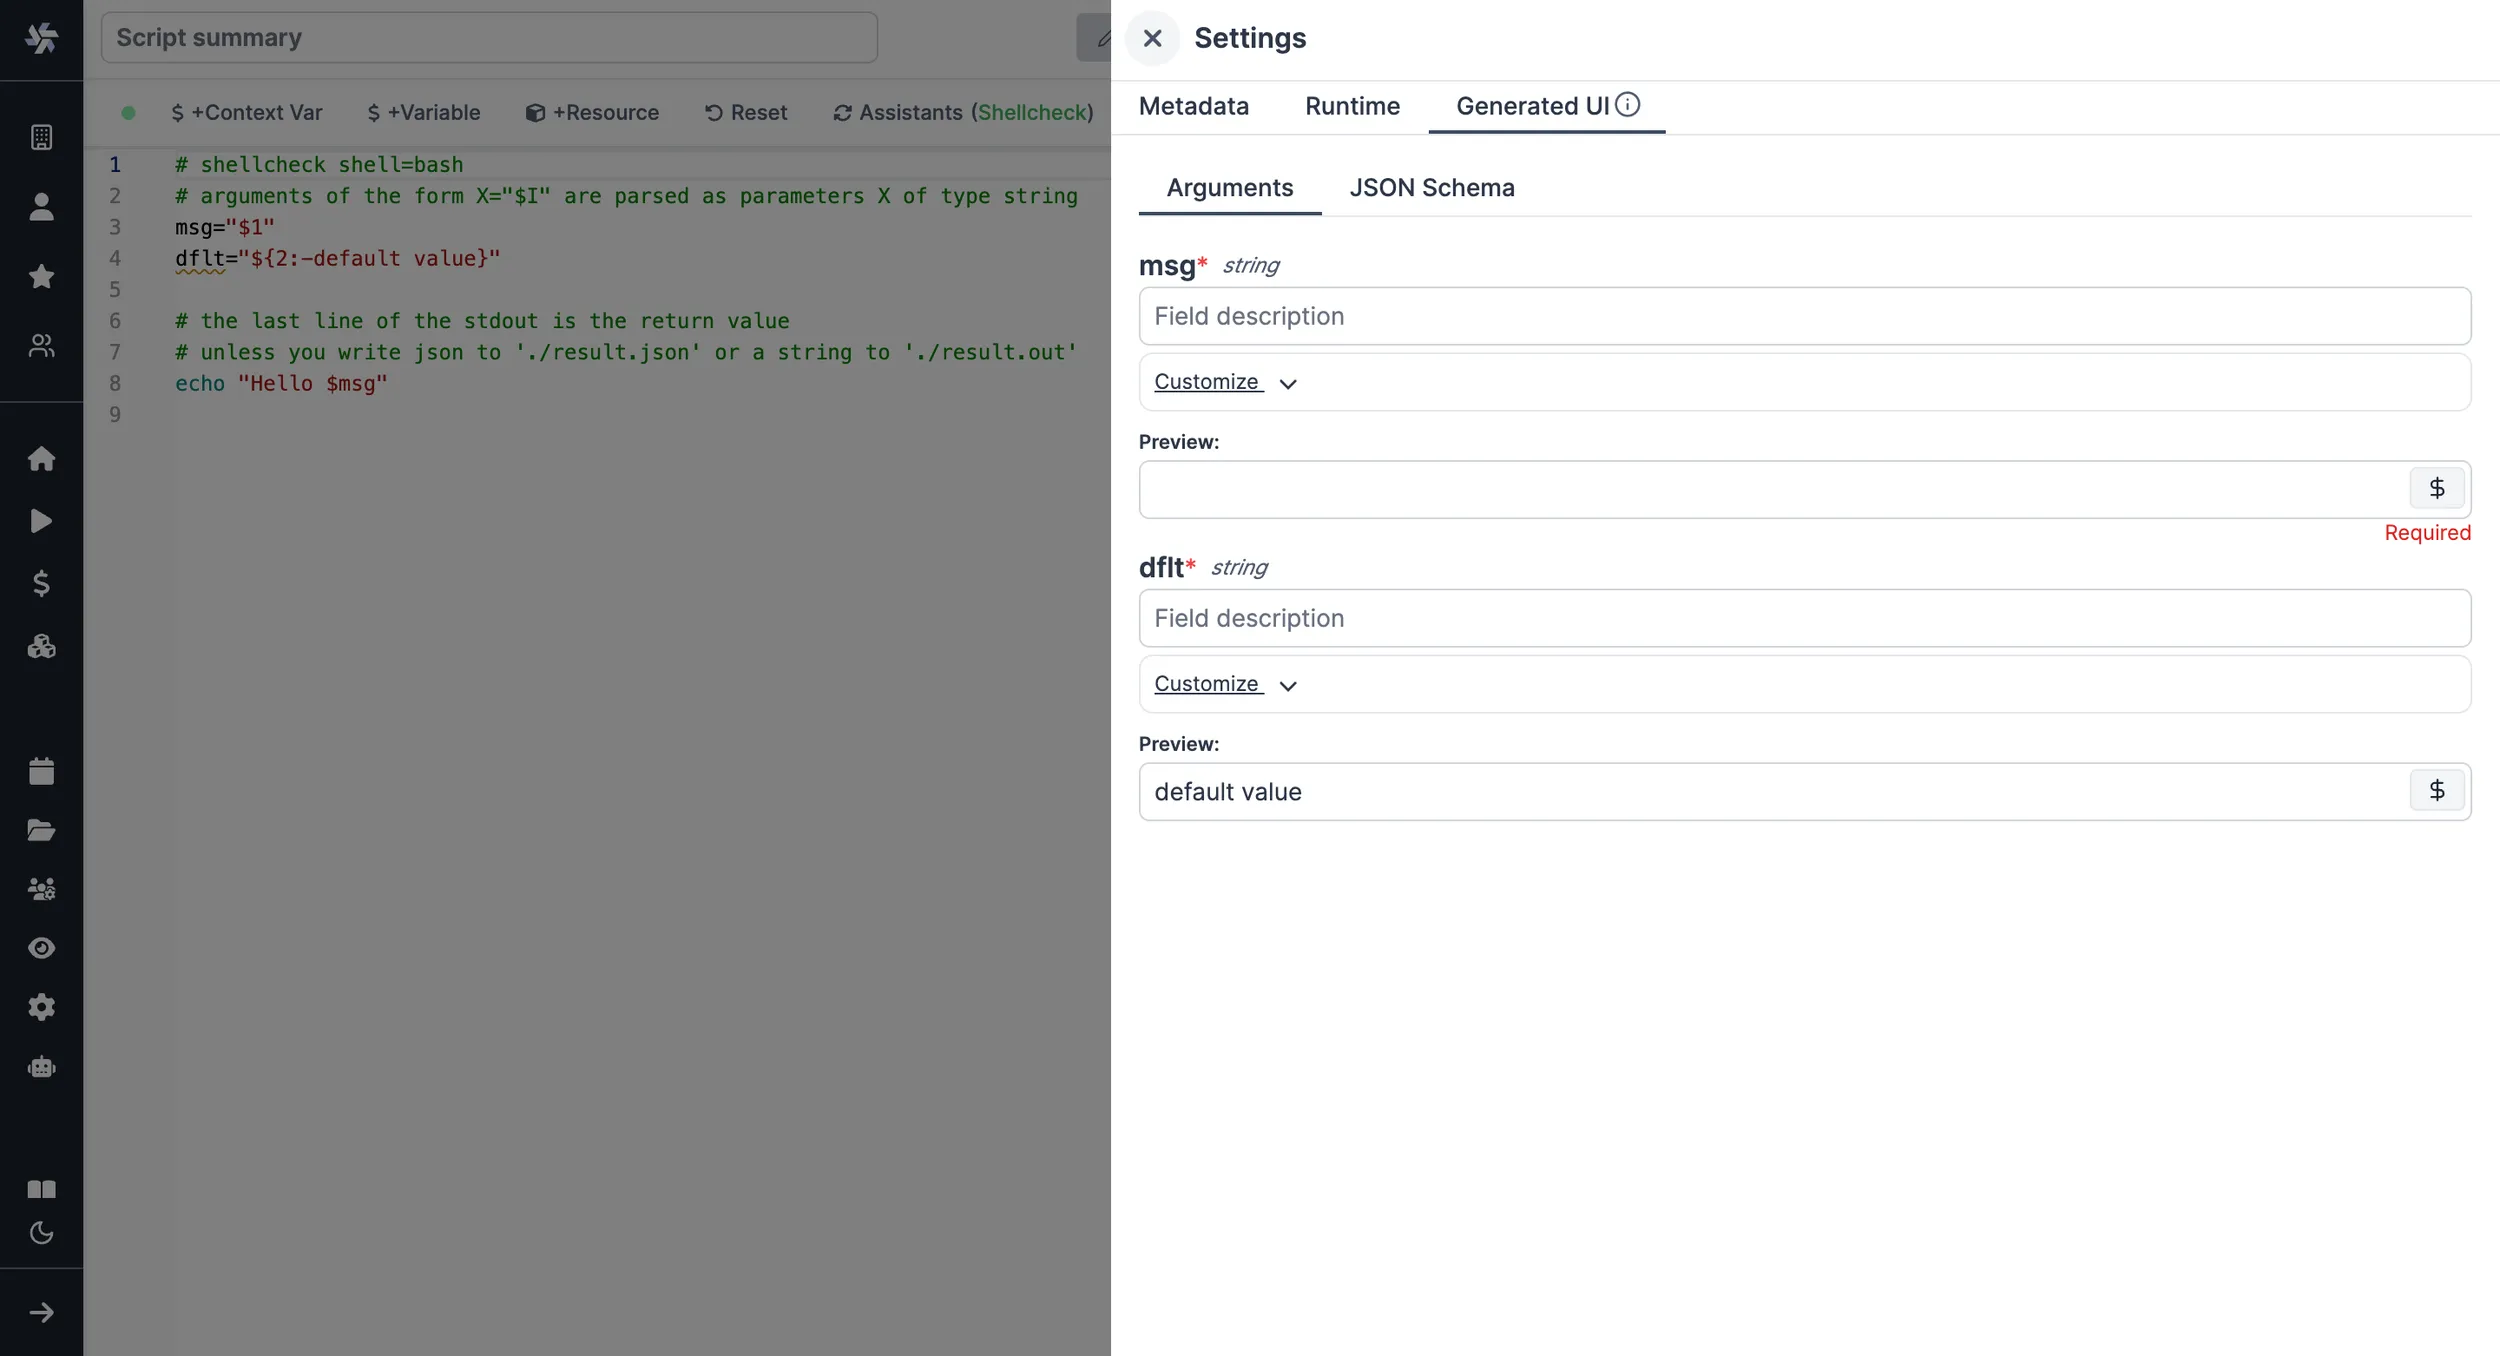 Script summary
$ +Context Var
$ +Variable
+Resource
Reset
Assistants (Shellcheck)
1 # shellcheck shell=bash
2 # arguments of the form X="$I" are parsed as parameters X of type string
3 msg="$1"
4 dflt="${2:-default value}"
5
6 # the last line of the stdout is the return value
7 # unless you write json to './result.json' or a string to './result.out'
8 echo "Hello $msg"
9
Settings
Metadata
Runtime
Generated UI
Arguments
JSON Schema
msg* string
Field description
Customize
Preview:
$
Required
dflt* string
Field description
Customize
Preview:
default value
$